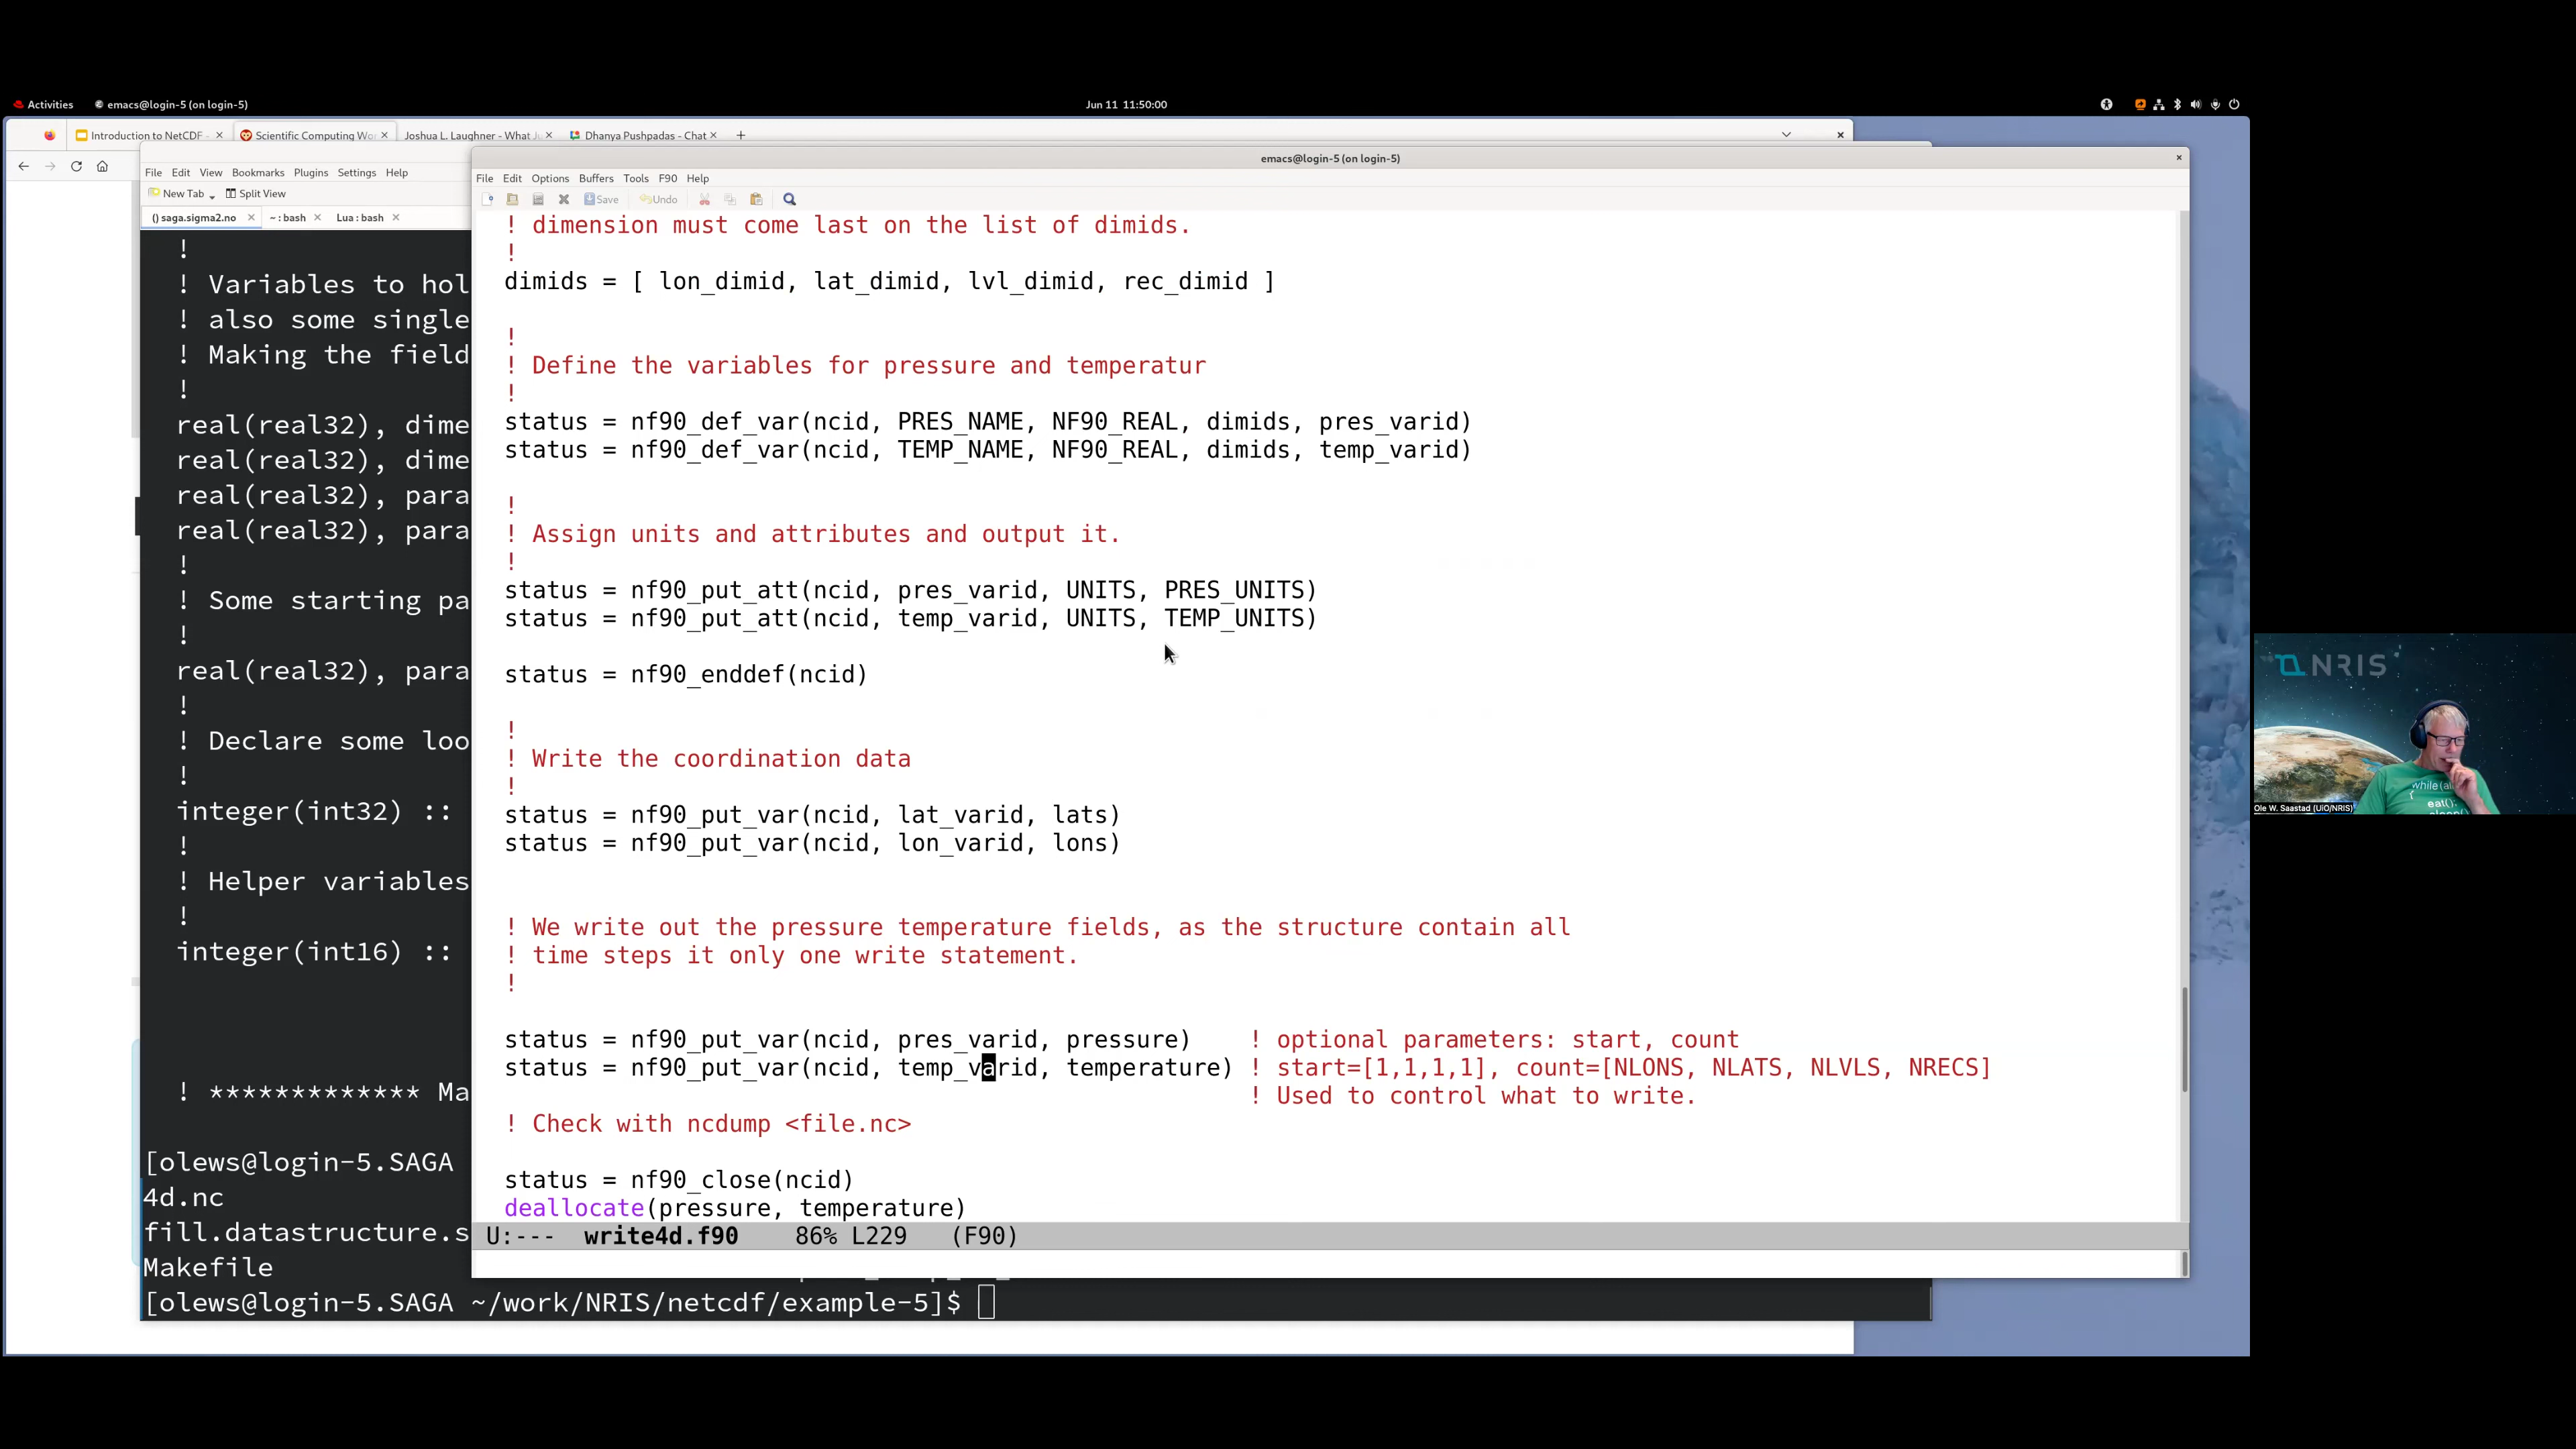 Activities emacs@login-5 (on login-5) Jun 11 11:50:00
Introduction to NetCDF - × Scientific Computing Wo × Joshua L. Laughner - What Ju × Dhanya Pushpadas - Chat × + ×
File Edit View Bookmarks Plugins Settings Help
New Tab Split View
() saga.sigma2.no × ~ : bash × Lua : bash ×
!
! Variables to hol
! also some single
! Making the field
!
real(real32), dime
real(real32), dime
real(real32), para
real(real32), para
!
! Some starting pa
!
real(real32), para
!
! Declare some loo
!
integer(int32) ::
!
! Helper variables
!
integer(int16) ::
! ************* Ma
[olews@login-5.SAGA
4d.nc
fill.datastructure.s
Makefile
[olews@login-5.SAGA ~/work/NRIS/netcdf/example-5]$
emacs@login-5 (on login-5) ×
File Edit Options Buffers Tools F90 Help
Save Undo
! dimension must come last on the list of dimids.
!
dimids = [ lon_dimid, lat_dimid, lvl_dimid, rec_dimid ]
!
! Define the variables for pressure and temperatur
!
status = nf90_def_var(ncid, PRES_NAME, NF90_REAL, dimids, pres_varid)
status = nf90_def_var(ncid, TEMP_NAME, NF90_REAL, dimids, temp_varid)
!
! Assign units and attributes and output it.
!
status = nf90_put_att(ncid, pres_varid, UNITS, PRES_UNITS)
status = nf90_put_att(ncid, temp_varid, UNITS, TEMP_UNITS)
status = nf90_enddef(ncid)
!
! Write the coordination data
!
status = nf90_put_var(ncid, lat_varid, lats)
status = nf90_put_var(ncid, lon_varid, lons)
! We write out the pressure temperature fields, as the structure contain all
! time steps it only one write statement.
!
status = nf90_put_var(ncid, pres_varid, pressure) ! optional parameters: start, count
status = nf90_put_var(ncid, temp_varid, temperature) ! start=[1,1,1,1], count=[NLONS, NLATS, NLVLS, NRECS]
! Used to control what to write.
! Check with ncdump <file.nc>
status = nf90_close(ncid)
deallocate(pressure, temperature)
U:--- write4d.f90 86% L229 (F90)
NRIS
while(al
eat();
Ole W. Saastad (UiO/NRIS)